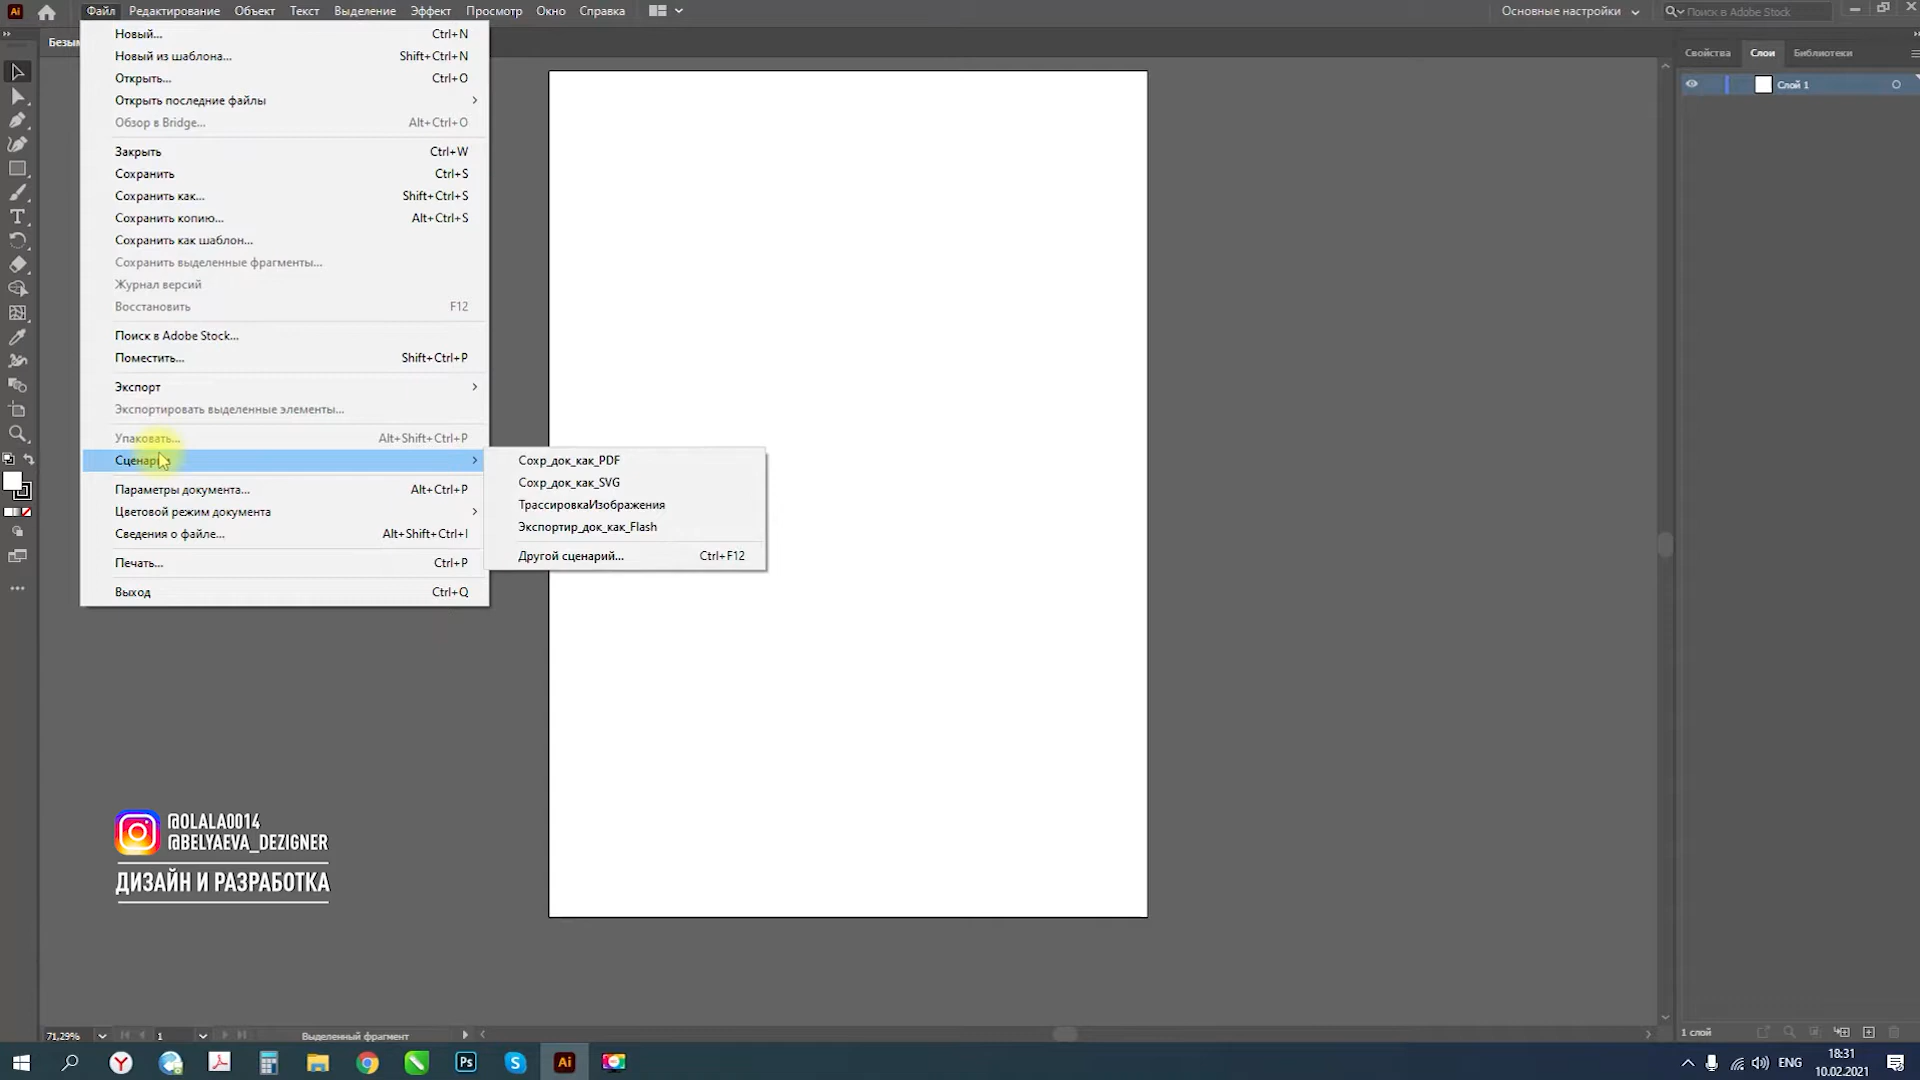 Файл Редактирование Объект Текст Выделение Эффект Просмотр Окно Справка
Основные настройки
Поиск в Adobe Stock
Безым
Новый... Ctrl+N
Новый из шаблона... Shift+Ctrl+N
Открыть... Ctrl+O
Открыть последние файлы
Обзор в Bridge... Alt+Ctrl+O
Закрыть Ctrl+W
Сохранить Ctrl+S
Сохранить как... Shift+Ctrl+S
Сохранить копию... Alt+Ctrl+S
Сохранить как шаблон...
Сохранить выделенные фрагменты...
Журнал версий
Восстановить F12
Поиск в Adobe Stock...
Поместить... Shift+Ctrl+P
Экспорт
Экспортировать выделенные элементы...
Упаковать... Alt+Shift+Ctrl+P
Сценари
Параметры документа... Alt+Ctrl+P
Цветовой режим документа
Сведения о файле... Alt+Shift+Ctrl+I
Печать... Ctrl+P
Выход Ctrl+Q
Сохр_док_как_PDF
Сохр_док_как_SVG
ТрассировкаИзображения
Экспортир_док_как_Flash
Другой сценарий... Ctrl+F12
Свойства Слои Библиотеки
Слой 1
@OLALA0014
@BELYAEVA_DEZIGNER
ДИЗАЙН И РАЗРАБОТКА
71,29% 1 Выделенный фрагмент
1 слой
Ps Ai
ENG
18:31
10.02.2021